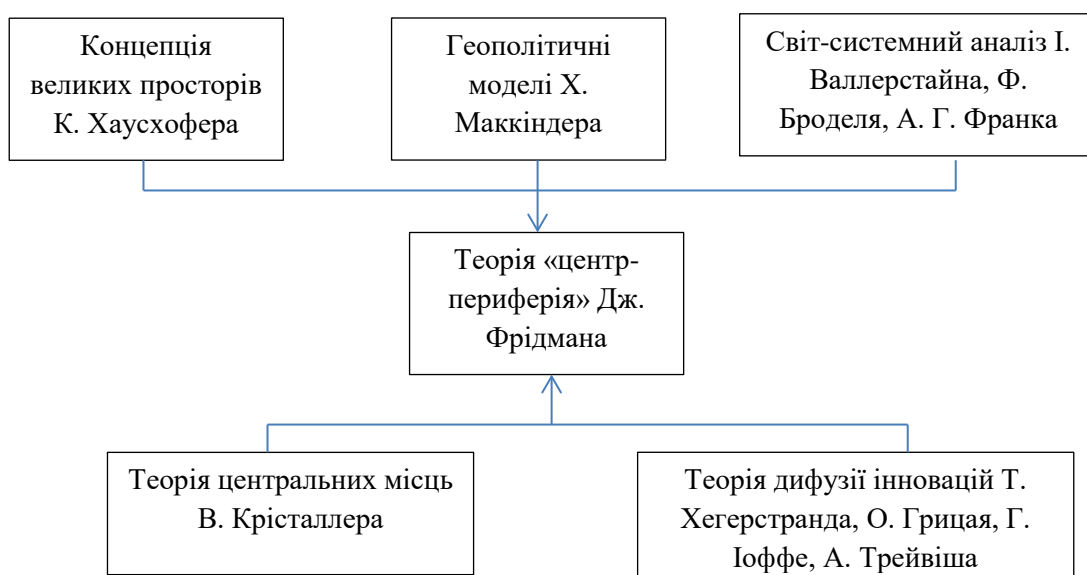 Концепція
великих просторів
К. Хаусхофера
Геополітичні
моделі Х.
Маккіндера
Світ-системний аналіз І.
Валлерстайна, Ф.
Броделя, А. Г. Франка
Теорія «центр-
периферія» Дж.
Фрідмана
Теорія центральних місць
В. Крісталлера
Теорія дифузії інновацій Т.
Хегерстранда, О. Грицая, Г.
Іоффе, А. Трейвіша